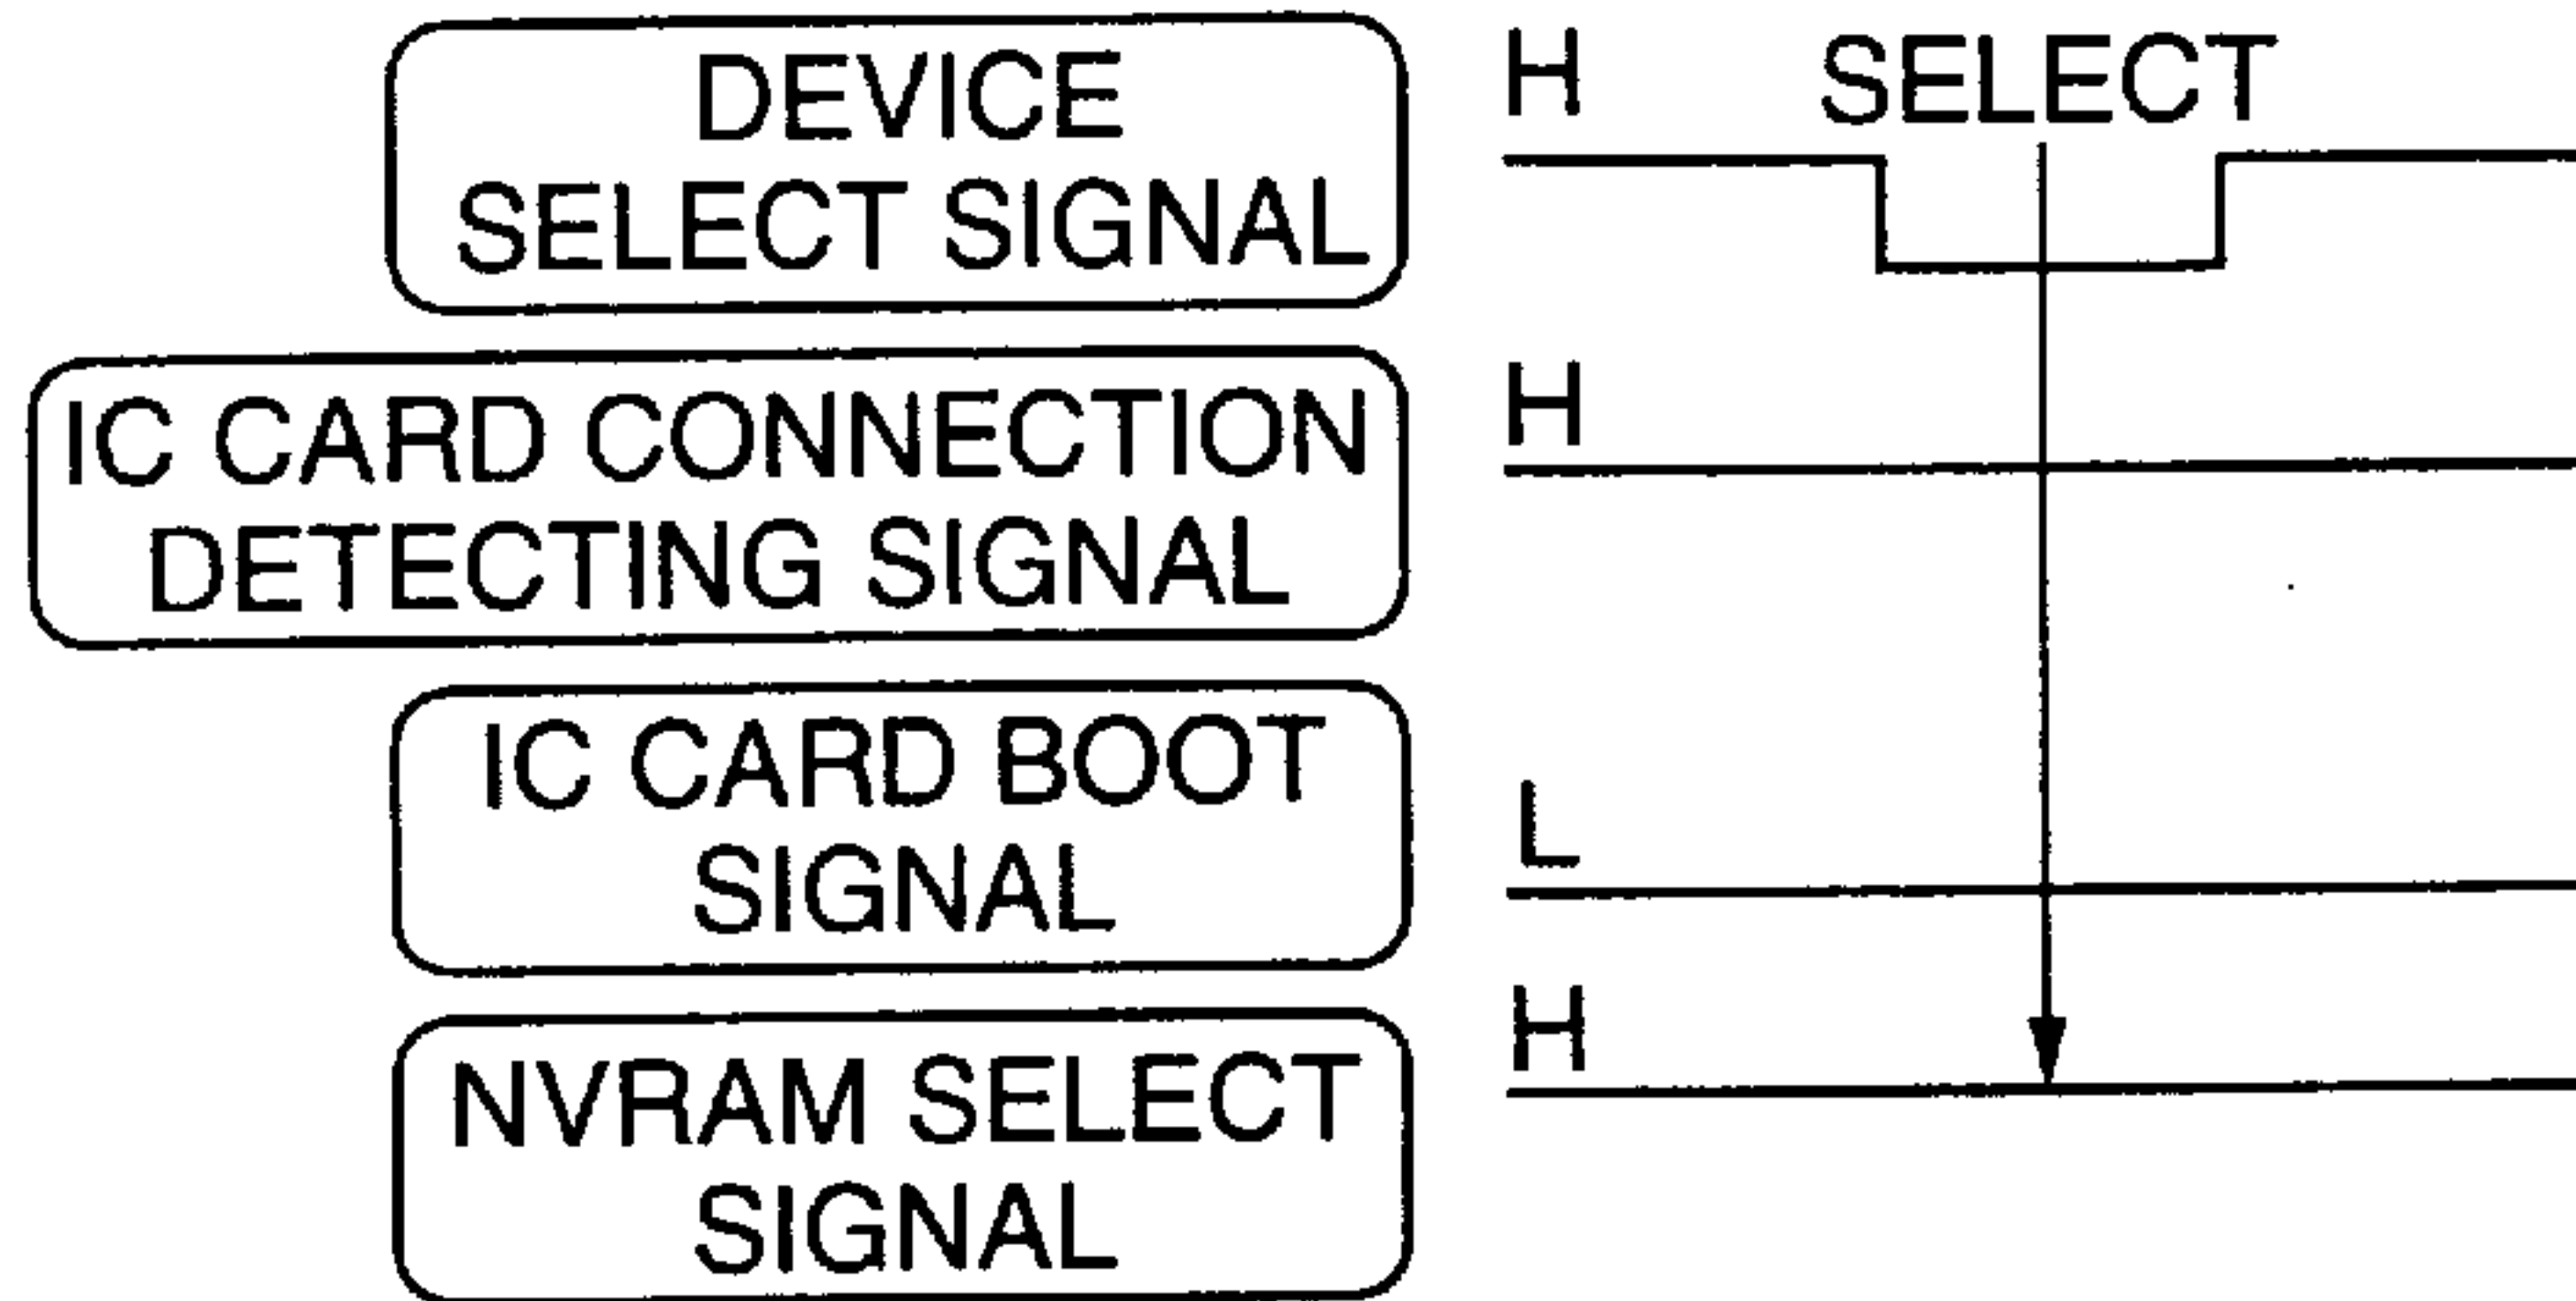 DEVICE
SELECT SIGNAL
H
SELECT
IC CARD CONNECTION
DETECTING SIGNAL
H
IC CARD BOOT
SIGNAL
L
NVRAM SELECT
SIGNAL
H